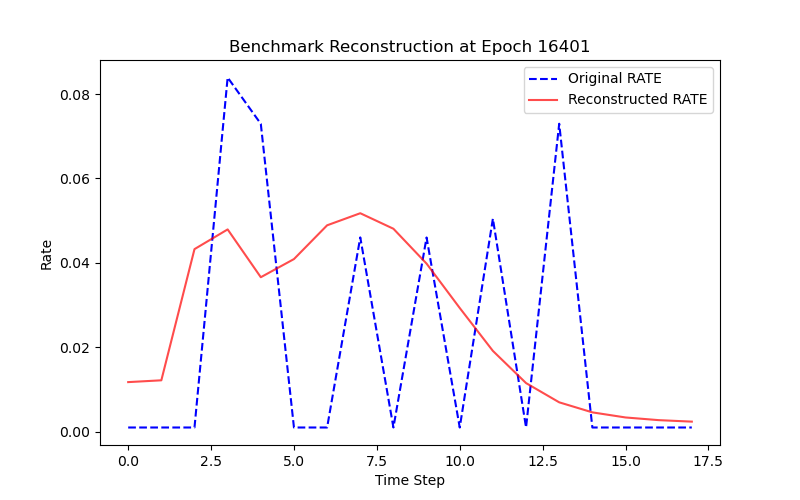 Benchmark Reconstruction at Epoch 16401
Original RATE
Reconstructed RATE
0.08
0.06
0.04
0.02
0.00
Rate
0.0 2.5 5.0 7.5 10.0 12.5 15.0 17.5
Time Step